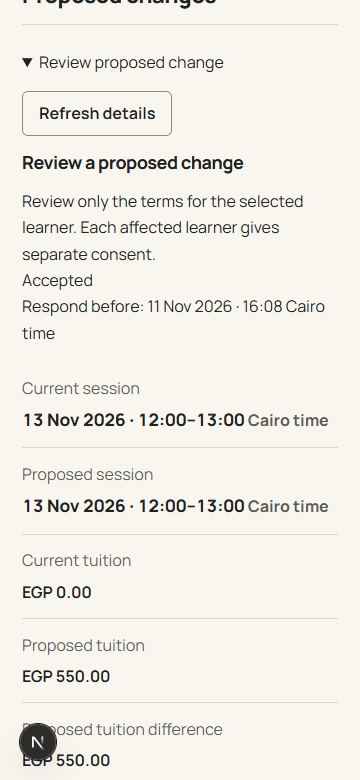 Proposed changes
▼ Review proposed change
Refresh details
Review a proposed change
Review only the terms for the selected
learner. Each affected learner gives
separate consent.
Accepted
Respond before: 11 Nov 2026 · 16:08 Cairo
time
Current session
13 Nov 2026 · 12:00–13:00 Cairo time
Proposed session
13 Nov 2026 · 12:00–13:00 Cairo time
Current tuition
EGP 0.00
Proposed tuition
EGP 550.00
Proposed tuition difference
N
EGP 550.00